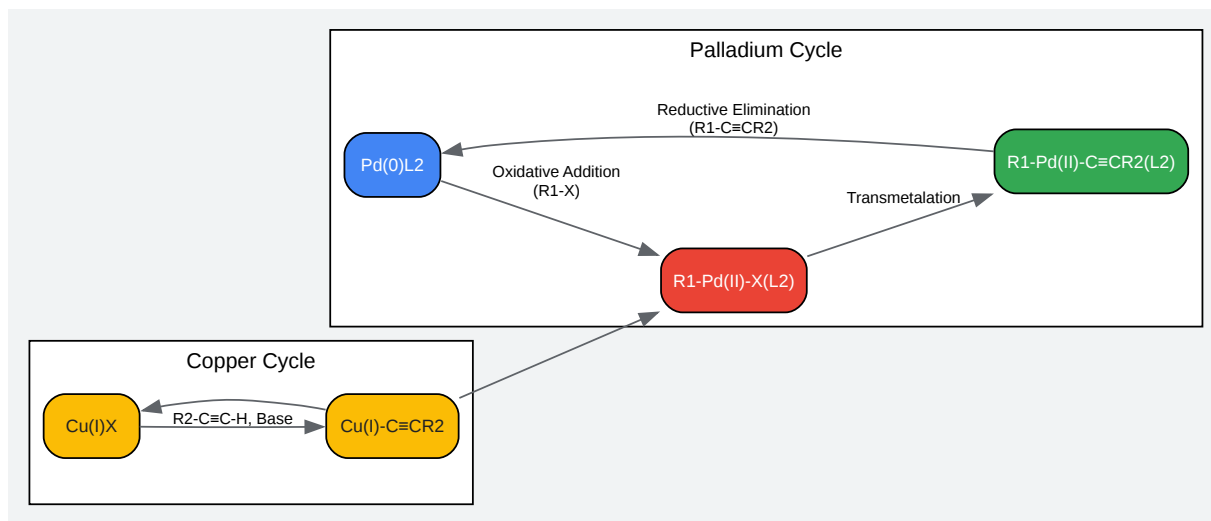 Palladium Cycle
Reductive Elimination
(R1-C≡CR2)
Pd(0)L2
Oxidative Addition
(R1-X)
R1-Pd(II)-C≡CR2(L2)
Transmetalation
R1-Pd(II)-X(L2)
Copper Cycle
Cu(I)X
R2-C≡C-H, Base
Cu(I)-C≡CR2